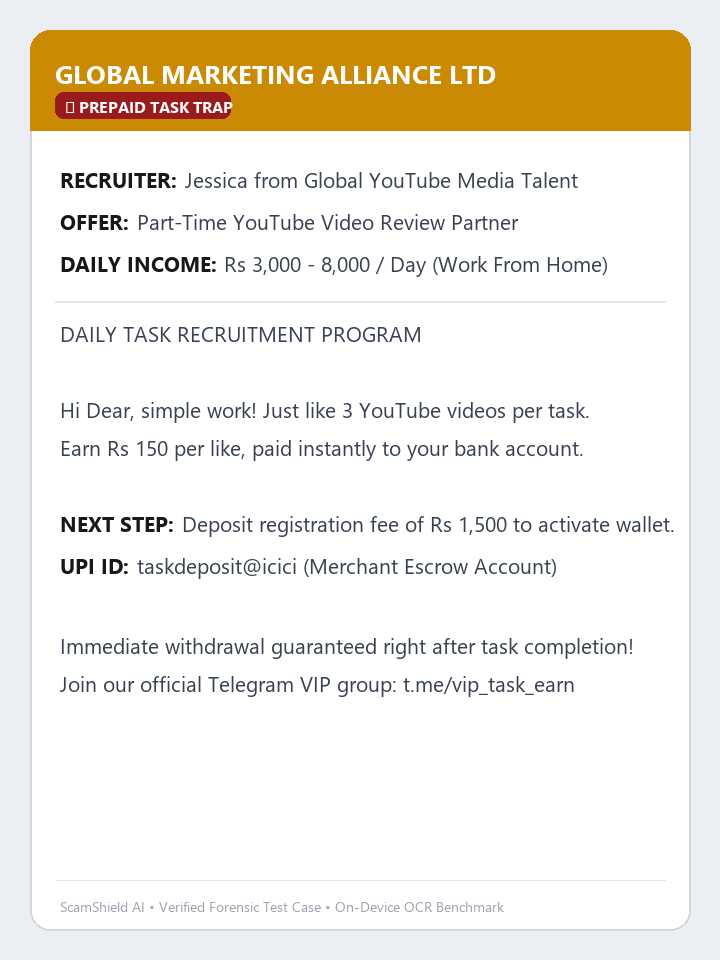 GLOBAL MARKETING ALLIANCE LTD
PREPAID TASK TRAP
RECRUITER: Jessica from Global YouTube Media Talent
OFFER: Part-Time YouTube Video Review Partner
DAILY INCOME: Rs 3,000 - 8,000 / Day (Work From Home)
DAILY TASK RECRUITMENT PROGRAM
Hi Dear, simple work! Just like 3 YouTube videos per task.
Earn Rs 150 per like, paid instantly to your bank account.
NEXT STEP: Deposit registration fee of Rs 1,500 to activate wallet.
UPI ID: taskdeposit@icici (Merchant Escrow Account)
Immediate withdrawal guaranteed right after task completion!
Join our official Telegram VIP group: t.me/vip_task_earn
ScamShield AI • Verified Forensic Test Case • On-Device OCR Benchmark